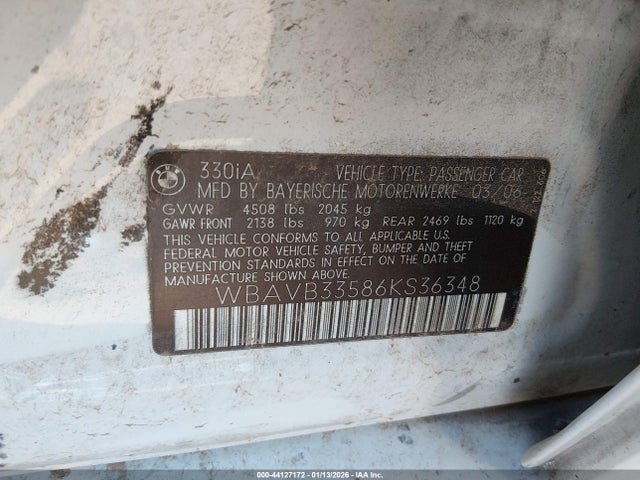 330iA VEHICLE TYPE: PASSENGER CAR
MFD BY BAYERISCHE MOTORENWERKE 03/06
GVWR 4508 lbs 2045 kg
GAWR FRONT 2138 lbs 970 kg REAR 2469 lbs 1120 kg
THIS VEHICLE CONFORMS TO ALL APPLICABLE U.S.
FEDERAL MOTOR VEHICLE SAFETY, BUMPER AND THEFT
PREVENTION STANDARDS IN EFFECT ON THE DATE OF
MANUFACTURE SHOWN ABOVE.
WBAVB33586KS36348
000-44127172 - 01/13/2026 - IAA Inc.